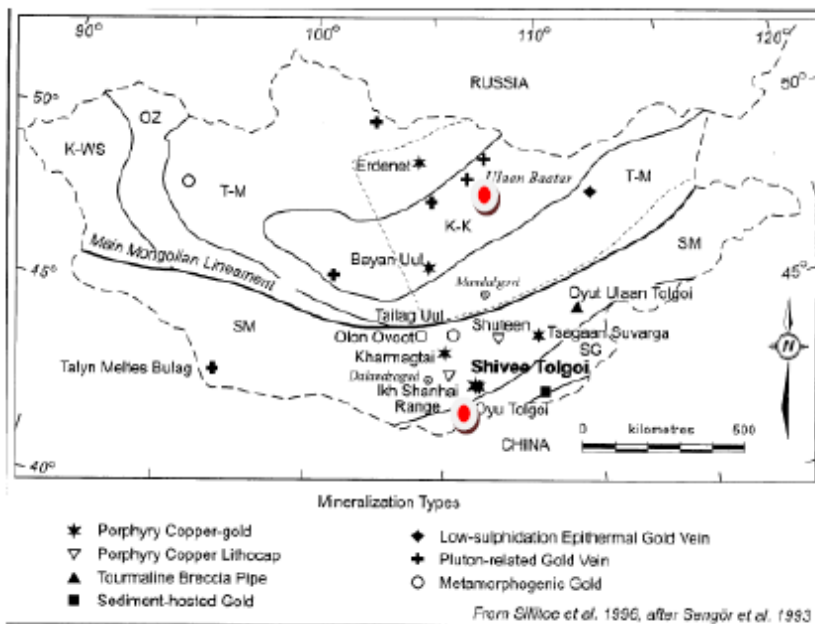 90° 100° 110° 120°
50° RUSSIA 50°
OZ
K-WS
Erdenet
T-M Ulaan Baatar T-M
K-K
SM
Bayan Uul
45° Main Mongolian Lineament 45°
Mandalgovi
Tailag Uul Oyut Ulaan Tolgoi
SM Shuteen
Olon Ovoot Tsagaan Suvarga
Kharmagtai SG N
Talyn Meltes Bulag Shivee Tolgoi
Dalandzadgad
Ikh Shanhai
Range Oyu Tolgoi
0 kilometres 500
CHINA
40°
Mineralization Types
Porphyry Copper-gold Low-sulphidation Epithermal Gold Vein
Porphyry Copper Lithocap Pluton-related Gold Vein
Tourmaline Breccia Pipe Metamorphogenic Gold
Sediment-hosted Gold
From Sillitoe et al. 1996, after Sengör et al. 1993